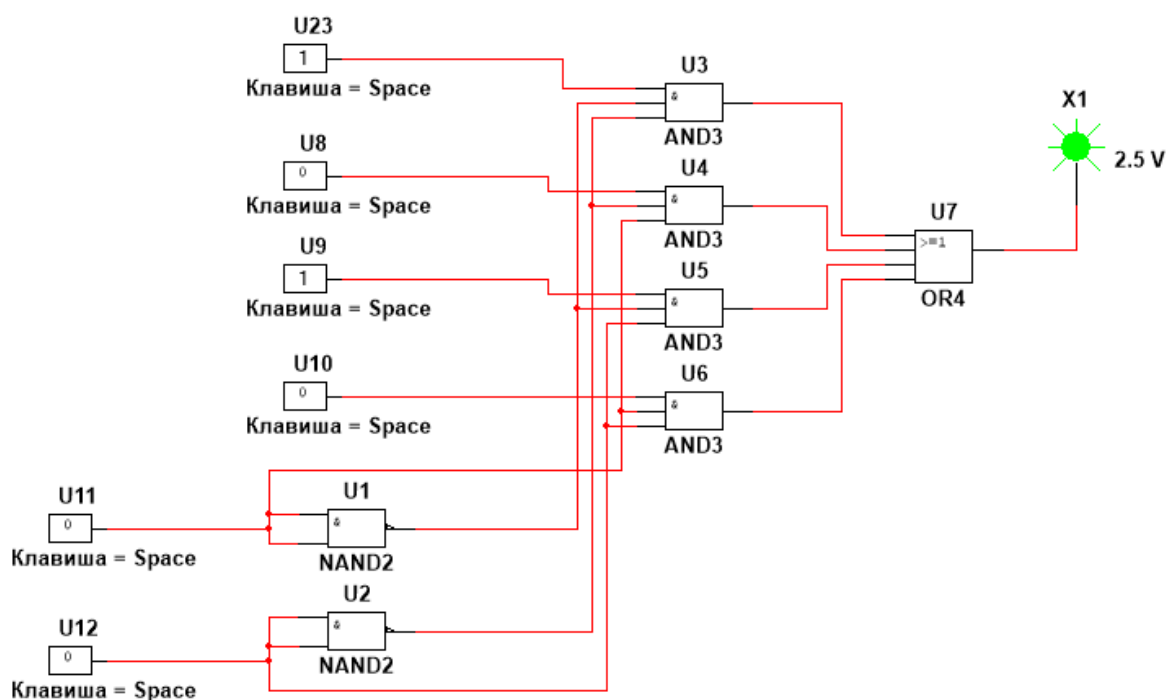 U23
1
Клавиша = Space
U3
&
AND3
X1
2.5 V
U8
0
Клавиша = Space
U4
&
AND3
U7
>=1
OR4
U9
1
Клавиша = Space
U5
&
AND3
U10
0
Клавиша = Space
U6
&
AND3
U11
0
Клавиша = Space
U1
&
NAND2
U12
0
Клавиша = Space
U2
&
NAND2